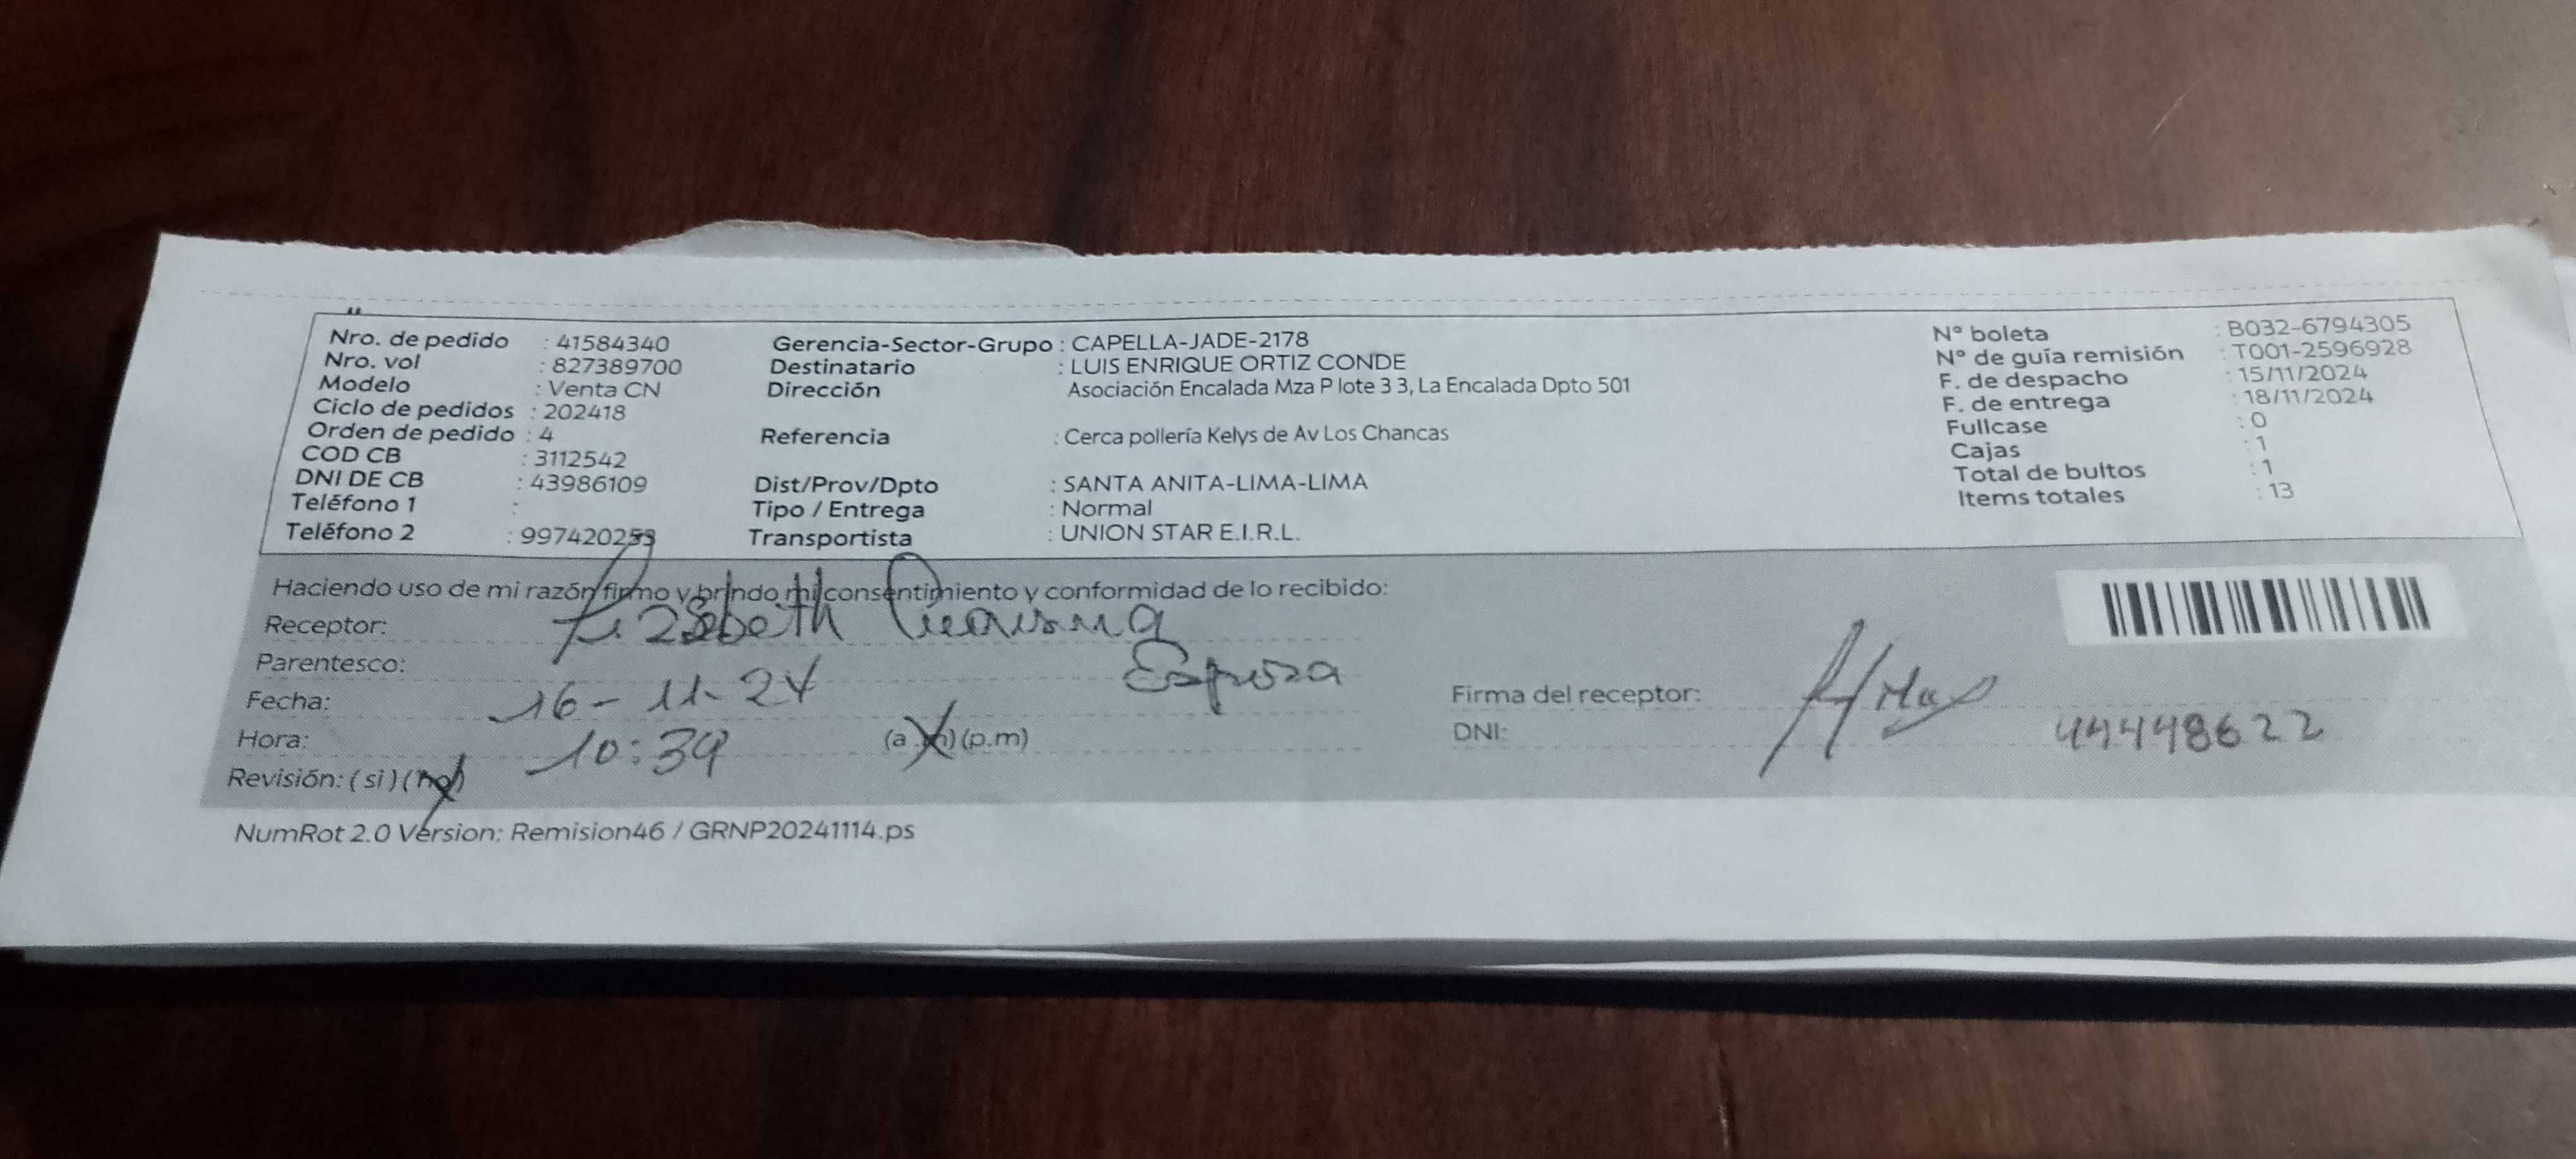 Nro. de pedido : 41584340
Nro. vol : 827389700
Modelo : Venta CN
Ciclo de pedidos : 202418
Orden de pedido : 4
COD CB : 3112542
DNI DE CB : 43986109
Teléfono 1 :
Teléfono 2 : 997420253
Gerencia-Sector-Grupo : CAPELLA-JADE-2178
Destinatario : LUIS ENRIQUE ORTIZ CONDE
Dirección Asociación Encalada Mza P lote 3 3, La Encalada Dpto 501
Referencia : Cerca pollería Kelys de Av Los Chancas
Dist/Prov/Dpto : SANTA ANITA-LIMA-LIMA
Tipo / Entrega : Normal
Transportista : UNION STAR E.I.R.L.
N° boleta : B032-6794305
N° de guía remisión : T001-2596928
F. de despacho : 15/11/2024
F. de entrega : 18/11/2024
Fullcase : 0
Cajas : 1
Total de bultos : 1
Items totales : 13
Haciendo uso de mi razón firmo y brindo mi consentimiento y conformidad de lo recibido:
Receptor: Lizsbeth
Parentesco: Esposa
Fecha: 16-11-24
Hora: 10:39 (a.m) (p.m)
Revisión: (si) (no)
Firma del receptor:
DNI: 44448622
NumRot 2.0 Version: Remision46 / GRNP20241114.ps